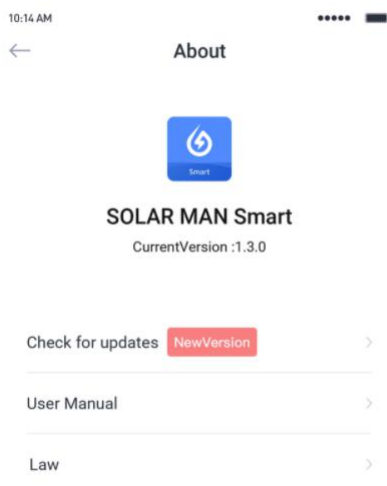 10:14 AM
About
Smart
SOLAR MAN Smart
CurrentVersion :1.3.0
Check for updates NewVersion
User Manual
Law